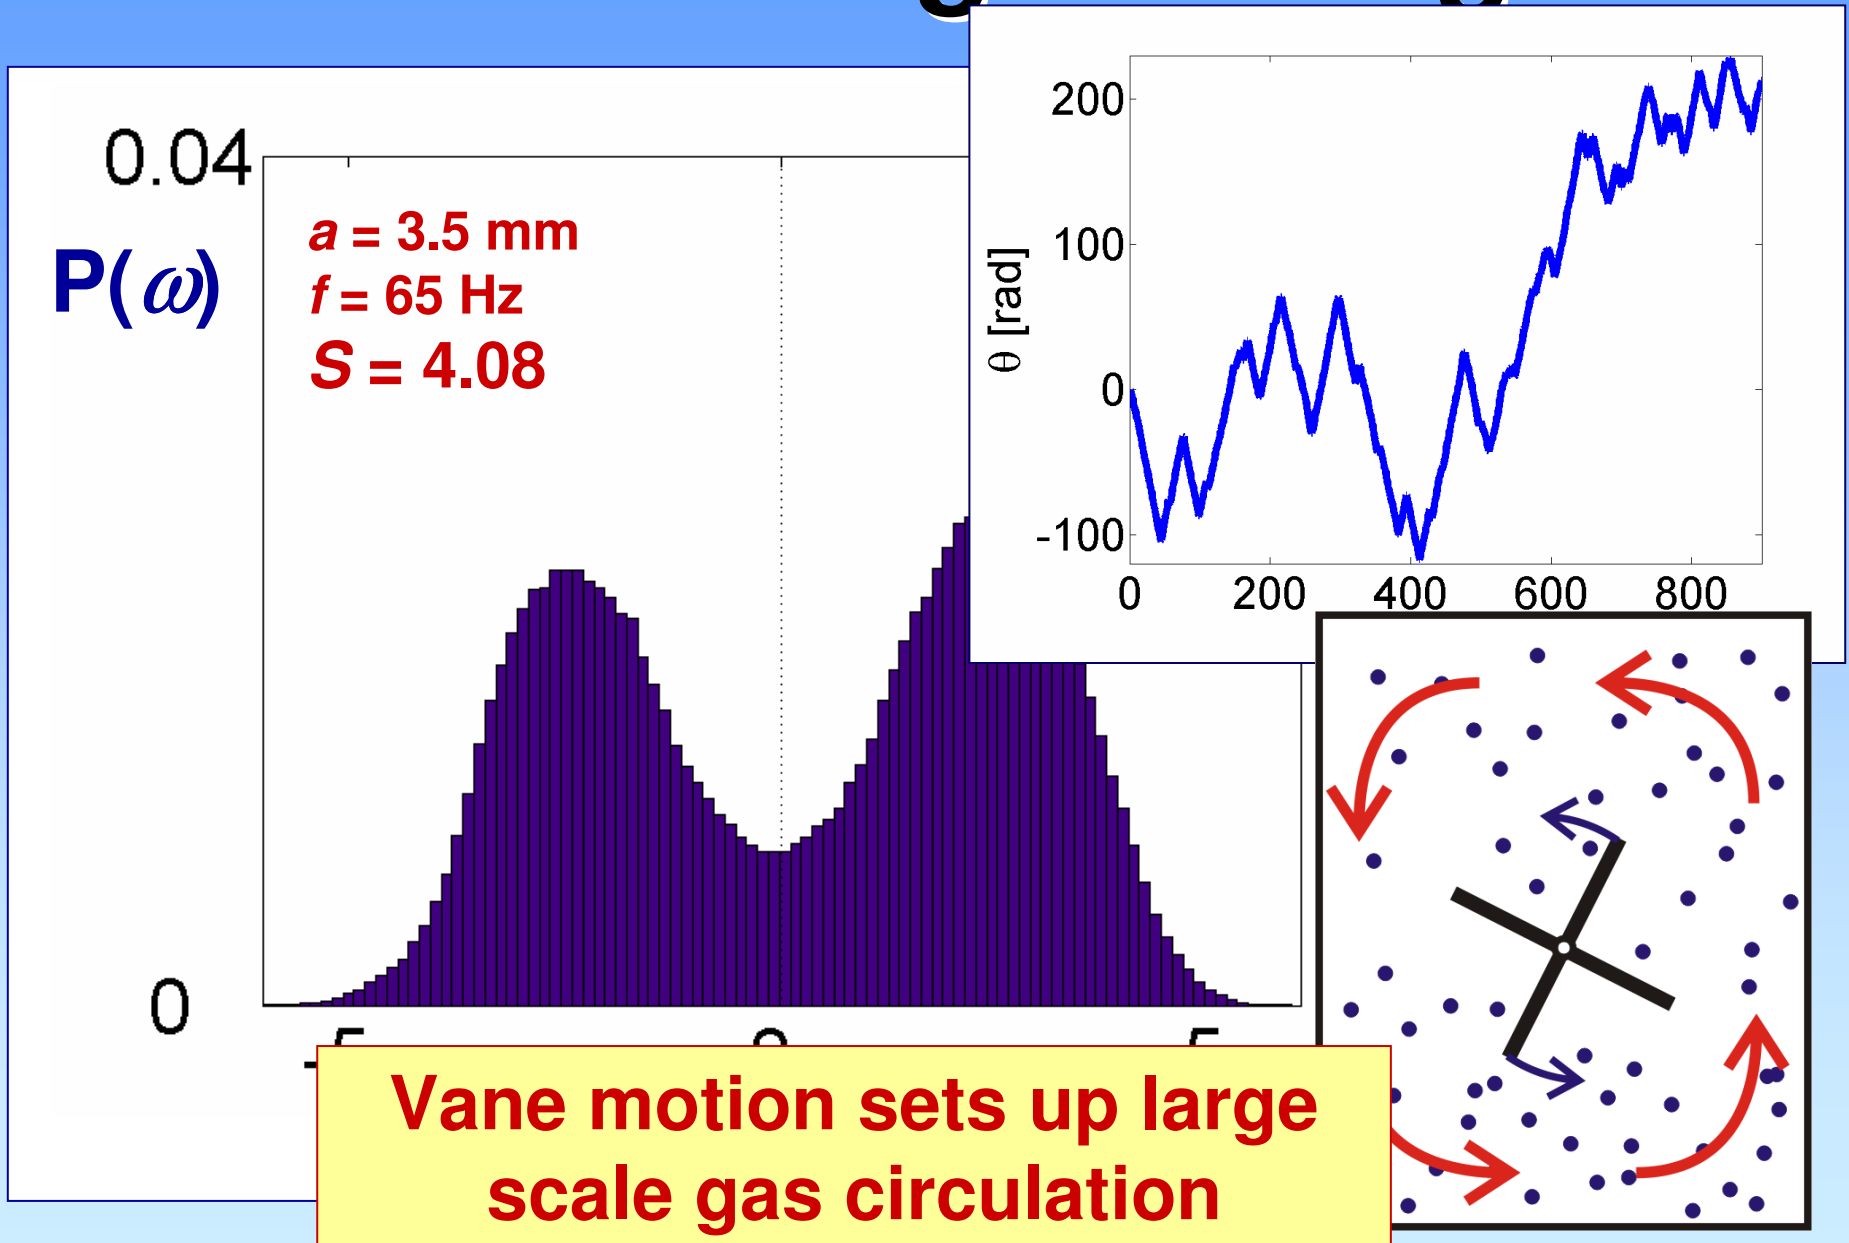 0.04
P(ω)
a = 3.5 mm
f = 65 Hz
S = 4.08
0
200
100
0
-100
θ [rad]
0 200 400 600 800
Vane motion sets up large
scale gas circulation